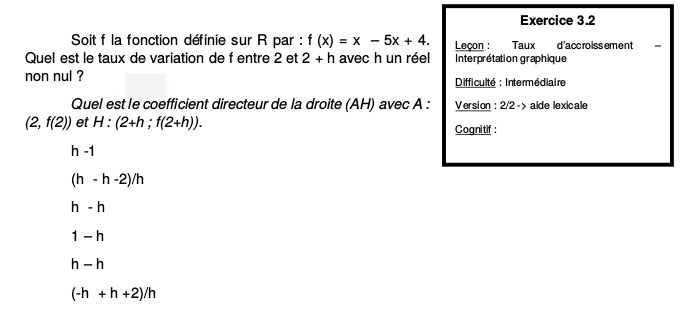 Soit f la fonction définie sur R par : f (x) = x - 5x + 4.
Quel est le taux de variation de f entre 2 et 2 + h avec h un réel
non nul ?
Quel est le coefficient directeur de la droite (AH) avec A :
(2, f(2)) et H : (2+h ; f(2+h)).
h -1
(h - h -2)/h
h - h
1 – h
h – h
(-h + h +2)/h
Exercice 3.2
Leçon : Taux d'accroissement –
Interprétation graphique
Difficulté : Intermédiaire
Version : 2/2 -> aide lexicale
Cognitif :